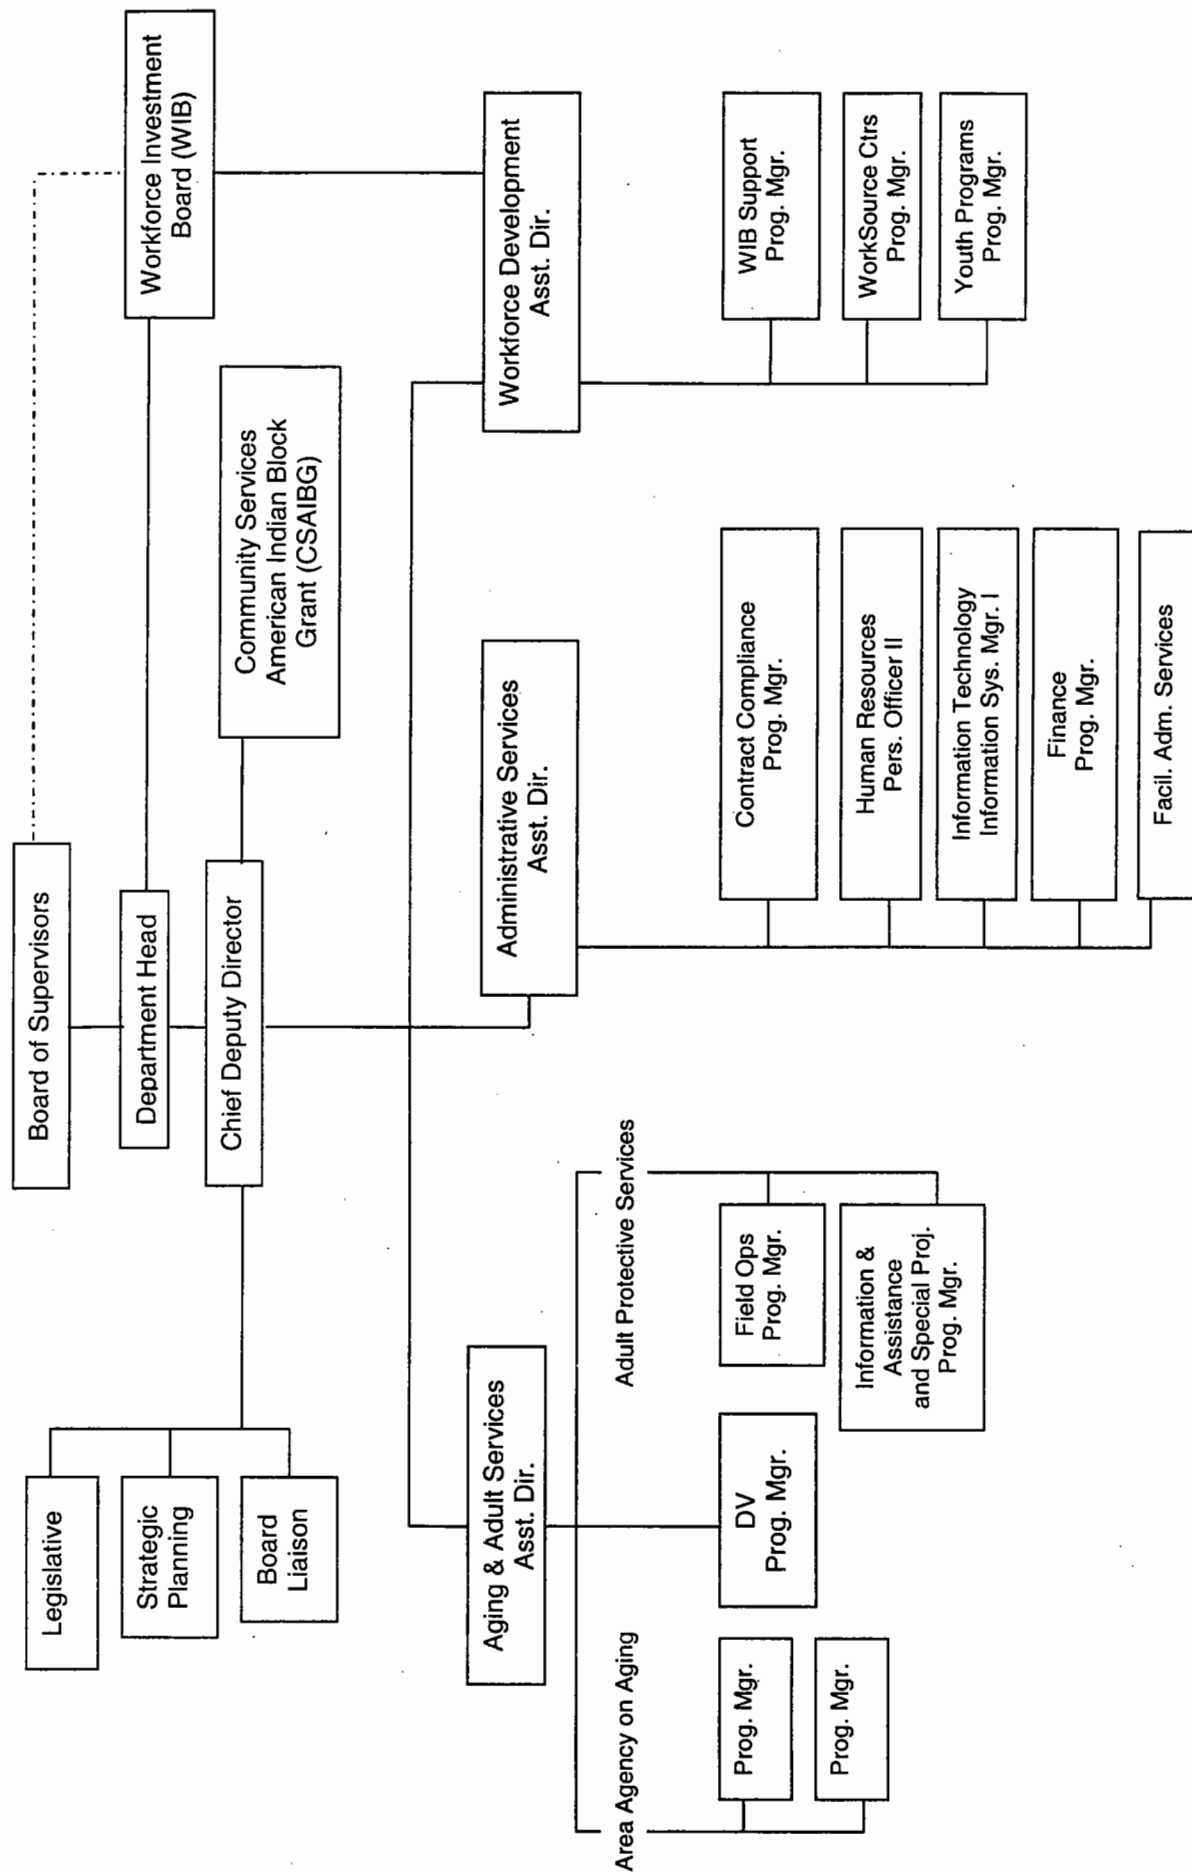 Board of Supervisors
Department Head
Chief Deputy Director
Legislative
Strategic
Planning
Board
Liaison
Workforce Investment
Board (WIB)
Community Services
American Indian Block
Grant (CSAIBG)
Aging & Adult Services
Asst. Dir.
Administrative Services
Asst. Dir.
Workforce Development
Asst. Dir.
Area Agency on Aging
Prog. Mgr.
Prog. Mgr.
DV
Prog. Mgr.
Adult Protective Services
Field Ops
Prog. Mgr.
Information &
Assistance
and Special Proj.
Prog. Mgr.
Contract Compliance
Prog. Mgr.
Human Resources
Pers. Officer II
Information Technology
Information Sys. Mgr. I
Finance
Prog. Mgr.
Facil. Adm. Services
WIB Support
Prog. Mgr.
WorkSource Ctrs
Prog. Mgr.
Youth Programs
Prog. Mgr.